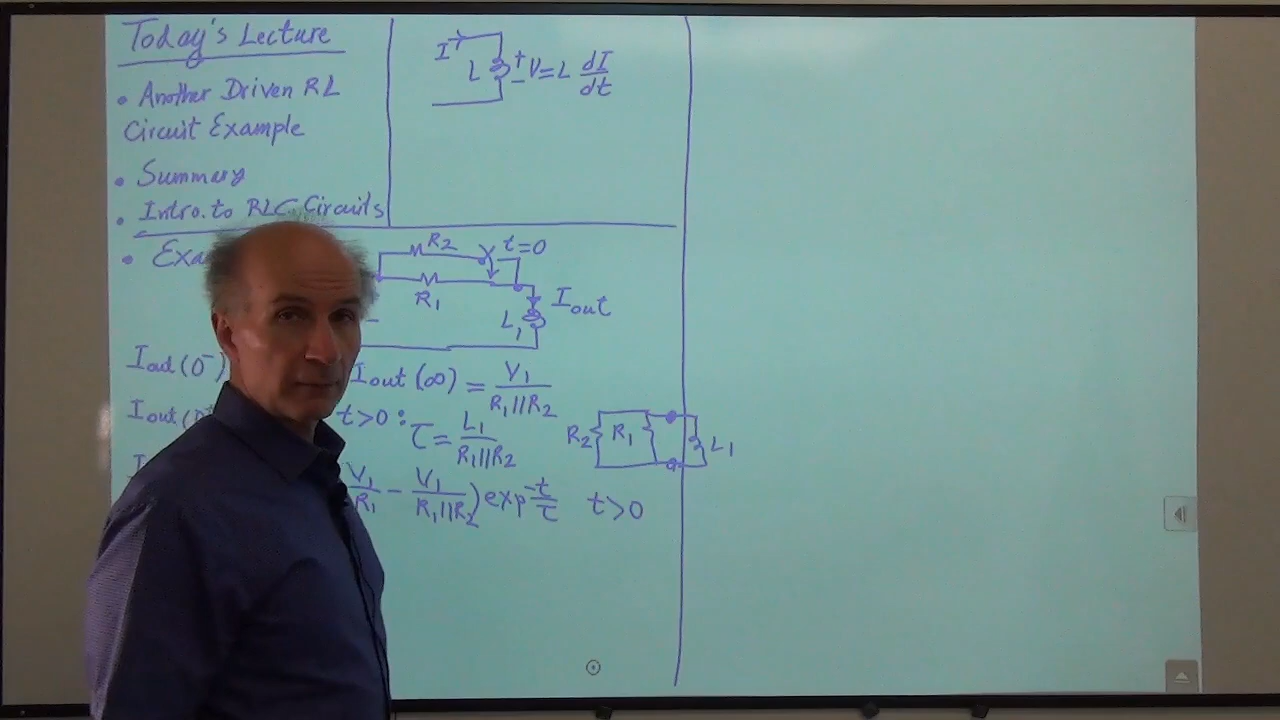 Today's Lecture
• Another Driven RL
Circuit Example
• Summary
• Intro. to RLC Circuits
I
L
+
−
V = L dI/dt
•
R2
t=0
R1
Iout
L1
Iout(0⁻)
Iout(∞) = V1/(R1||R2)
t>0 : τ = L1/(R1||R2)
R2
R1
L1
V1/R1 − V1/(R1||R2)) exp −t/τ t>0